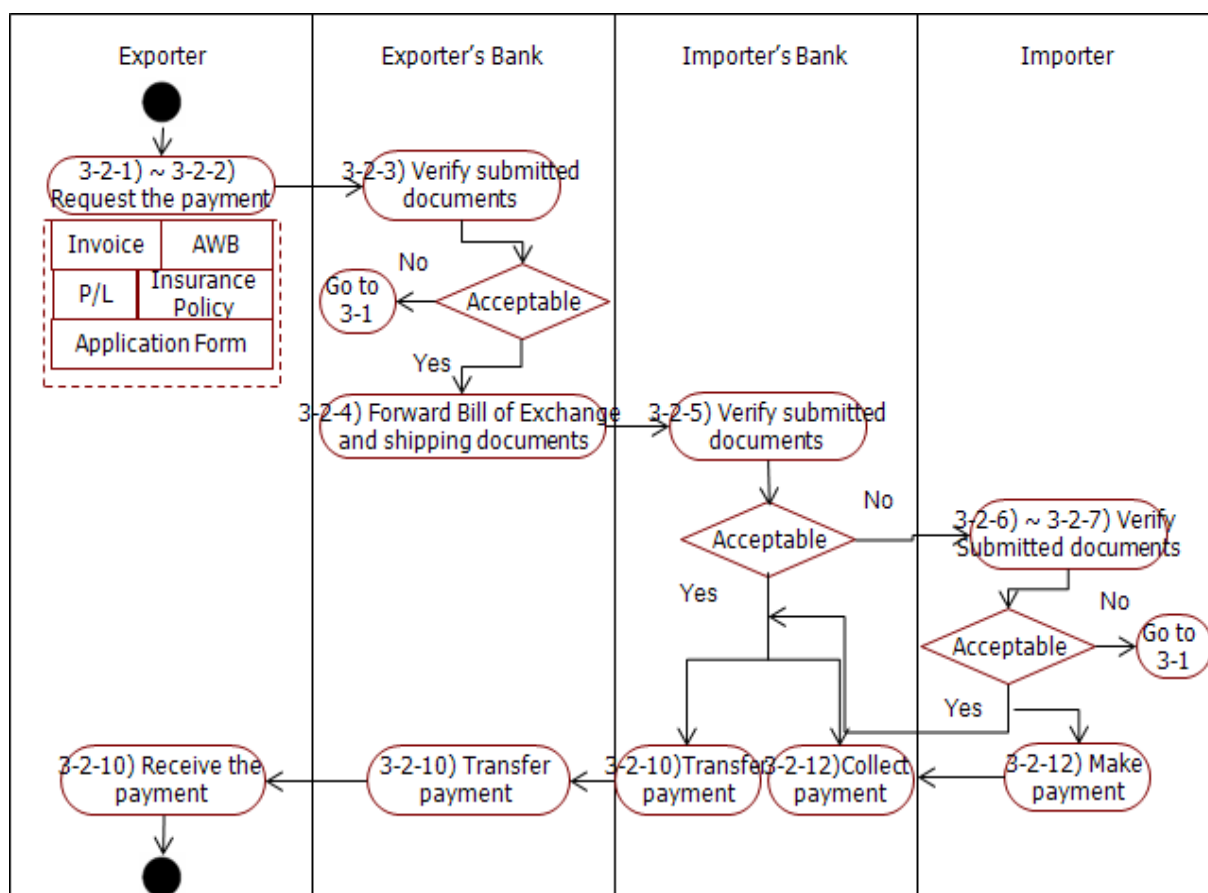 Exporter
Exporter's Bank
Importer's Bank
Importer
3-2-1) ~ 3-2-2)
Request the payment
3-2-3) Verify submitted
documents
Invoice
AWB
P/L
Insurance
Policy
Application Form
No
Go to
3-1
Acceptable
Yes
3-2-4) Forward Bill of Exchange
and shipping documents
3-2-5) Verify submitted
documents
No
Acceptable
3-2-6) ~ 3-2-7) Verify
Submitted documents
Yes
No
Acceptable
Go to
3-1
Yes
3-2-10) Receive the
payment
3-2-10) Transfer
payment
3-2-10)Transfer
payment
3-2-12)Collect
payment
3-2-12) Make
payment